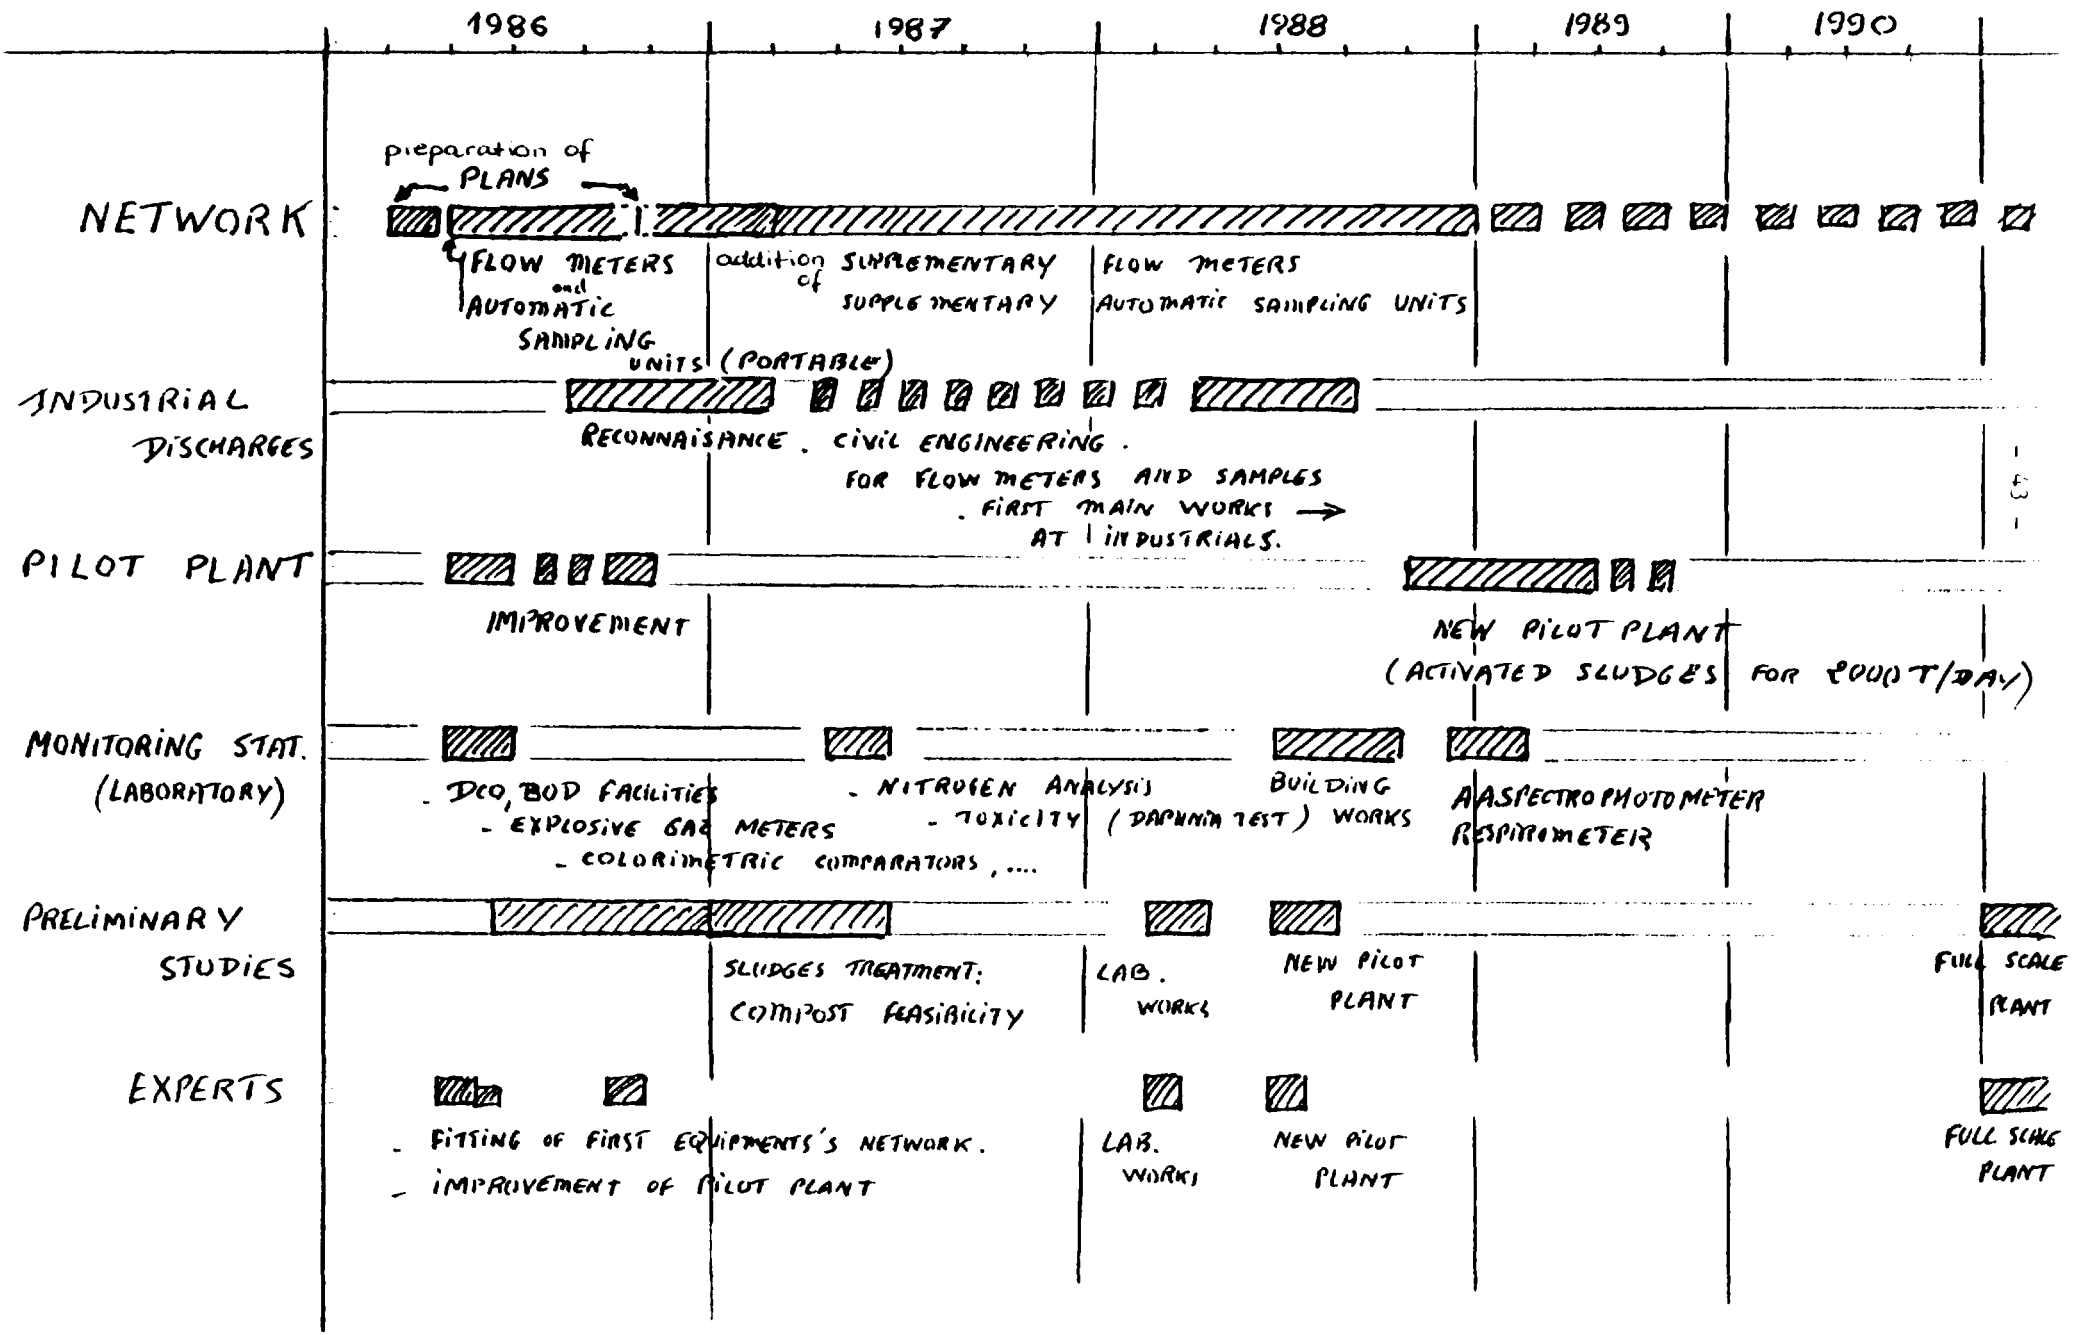 1986 1987 1988 1989 1990
preparation of
PLANS
NETWORK
FLOW METERS addition SUPPLEMENTARY FLOW METERS
and of
AUTOMATIC SUPPLEMENTARY AUTOMATIC SAMPLING UNITS
SAMPLING
UNITS (PORTABLE)
INDUSTRIAL
DISCHARGES
RECONNAISANCE. CIVIL ENGINEERING.
FOR FLOW METERS AND SAMPLES
. FIRST MAIN WORKS →
AT INDUSTRIALS.
- 43 -
PILOT PLANT
IMPROVEMENT
NEW PILOT PLANT
(ACTIVATED SLUDGES FOR 2000 T/DAY)
MONITORING STAT.
(LABORATORY)
- DCO, BOD FACILITIES - NITROGEN ANALYSIS BUILDING AASPECTROPHOTOMETER
- EXPLOSIVE GAZ METERS - TOXICITY (DAPHNIA TEST) WORKS RESPIROMETER
- COLORIMETRIC COMPARATORS, ....
PRELIMINARY
STUDIES
SLUDGES TREATMENT: LAB. NEW PILOT FULL SCALE
COMPOST FEASIBILITY WORKS PLANT PLANT
EXPERTS
- FITTING OF FIRST EQUIPMENTS'S NETWORK. LAB. NEW PILOT FULL SCALE
- IMPROVEMENT OF PILOT PLANT WORKS PLANT PLANT